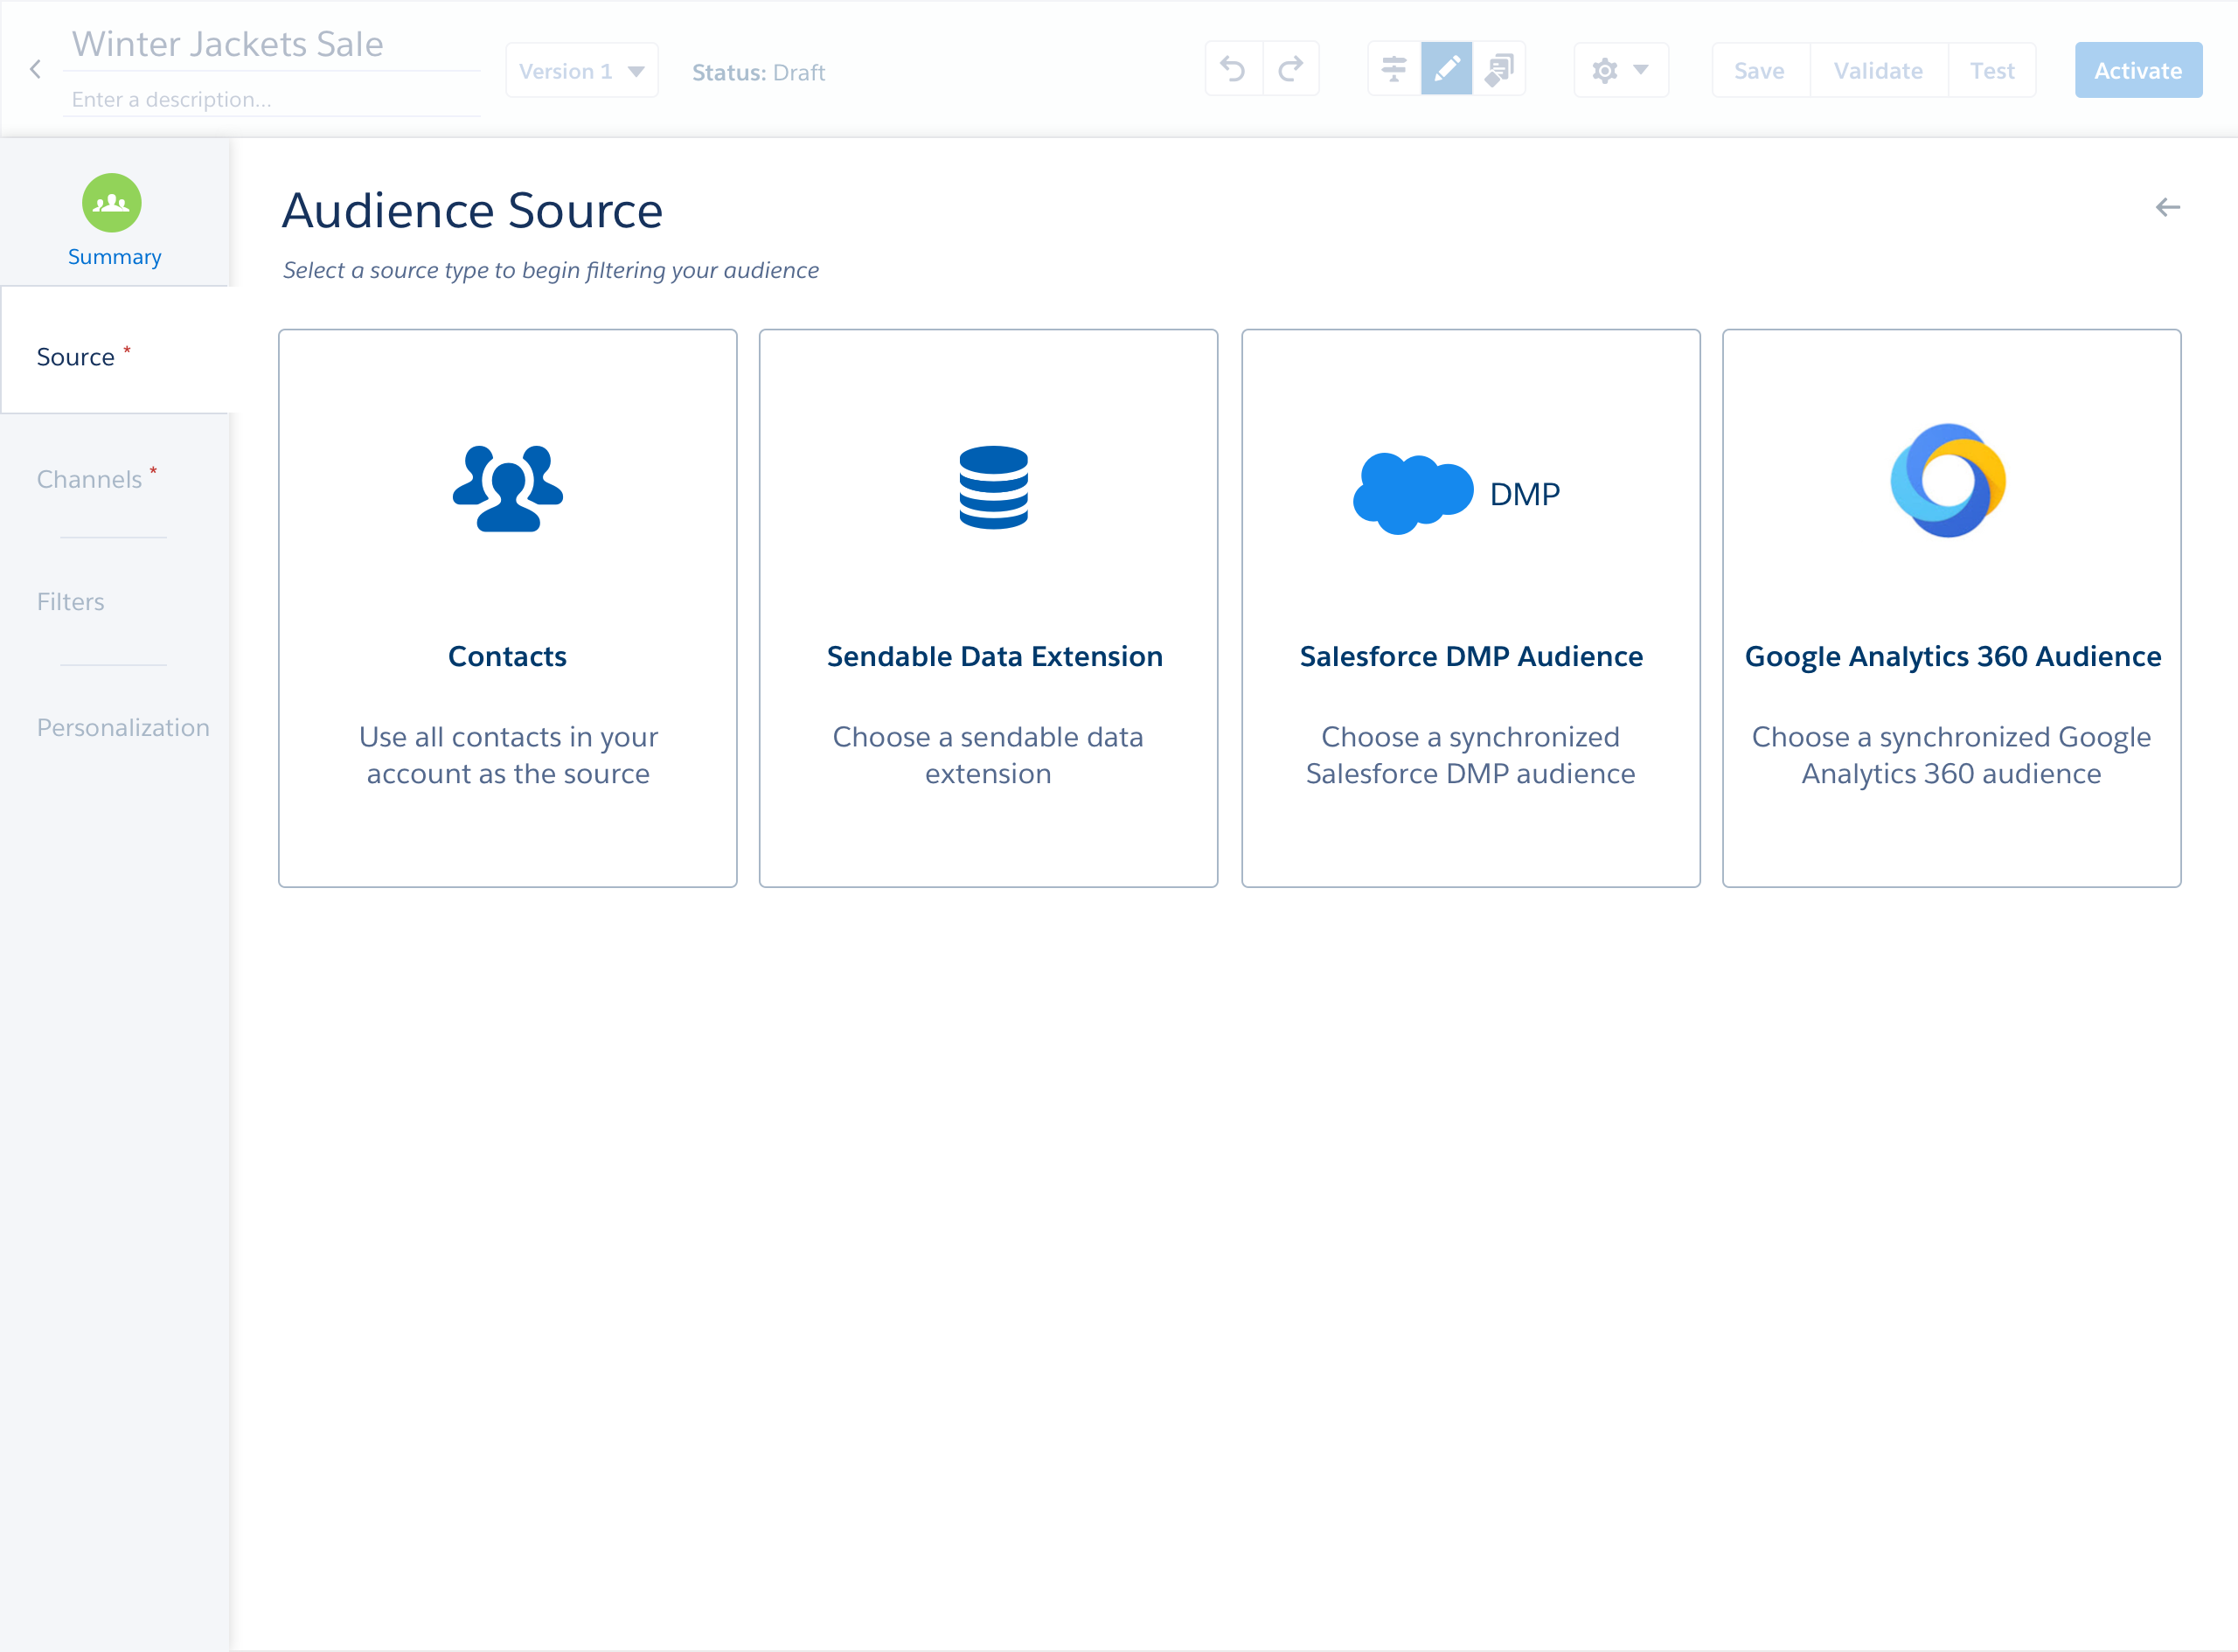 Winter Jackets Sale
Enter a description...
Version 1
Status: Draft
Save
Validate
Test
Activate
Summary
Source *
Channels *
Filters
Personalization
Audience Source
Select a source type to begin filtering your audience
Contacts
Use all contacts in your
account as the source
Sendable Data Extension
Choose a sendable data
extension
DMP
Salesforce DMP Audience
Choose a synchronized
Salesforce DMP audience
Google Analytics 360 Audience
Choose a synchronized Google
Analytics 360 audience